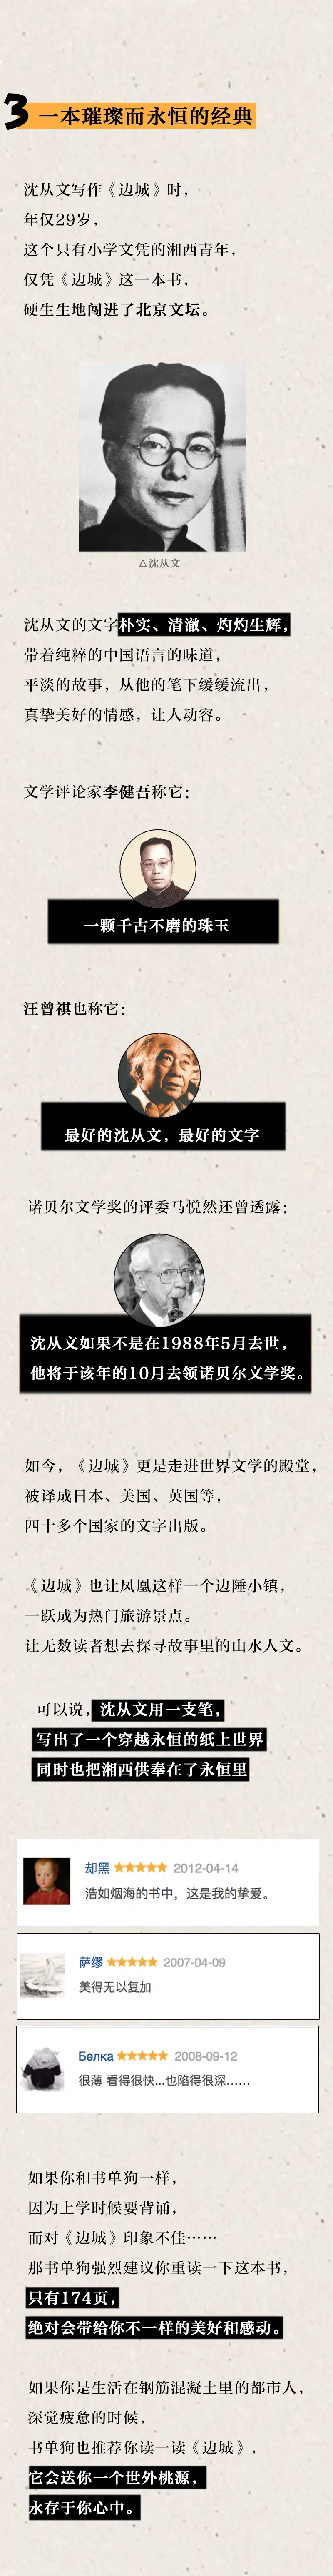 3 一本璀璨而永恒的经典
沈从文写作《边城》时，
年仅29岁，
这个只有小学文凭的湘西青年，
仅凭《边城》这一本书，
硬生生地闯进了北京文坛。
△沈从文
沈从文的文字朴实、清澈、灼灼生辉，
带着纯粹的中国语言的味道，
平淡的故事，从他的笔下缓缓流出，
真挚美好的情感，让人动容。
文学评论家李健吾称它：
一颗千古不磨的珠玉
汪曾祺也称它：
最好的沈从文，最好的文字
诺贝尔文学奖的评委马悦然还曾透露：
沈从文如果不是在1988年5月去世，
他将于该年的10月去领诺贝尔文学奖。
如今，《边城》更是走进世界文学的殿堂，
被译成日本、美国、英国等，
四十多个国家的文字出版。
《边城》也让凤凰这样一个边陲小镇，
一跃成为热门旅游景点。
让无数读者想去探寻故事里的山水人文。
可以说，沈从文用一支笔，
写出了一个穿越永恒的纸上世界
同时也把湘西供奉在了永恒里
却黑 ★★★★★ 2012-04-14
浩如烟海的书中，这是我的挚爱。
萨缪 ★★★★★ 2007-04-09
美得无以复加
Белка ★★★★★ 2008-09-12
很薄 看得很快...也陷得很深……
如果你和书单狗一样，
因为上学时候要背诵，
而对《边城》印象不佳……
那书单狗强烈建议你重读一下这本书，
只有174页，
绝对会带给你不一样的美好和感动。
如果你是生活在钢筋混凝土里的都市人，
深觉疲惫的时候，
书单狗也推荐你读一读《边城》，
它会送你一个世外桃源，
永存于你心中。